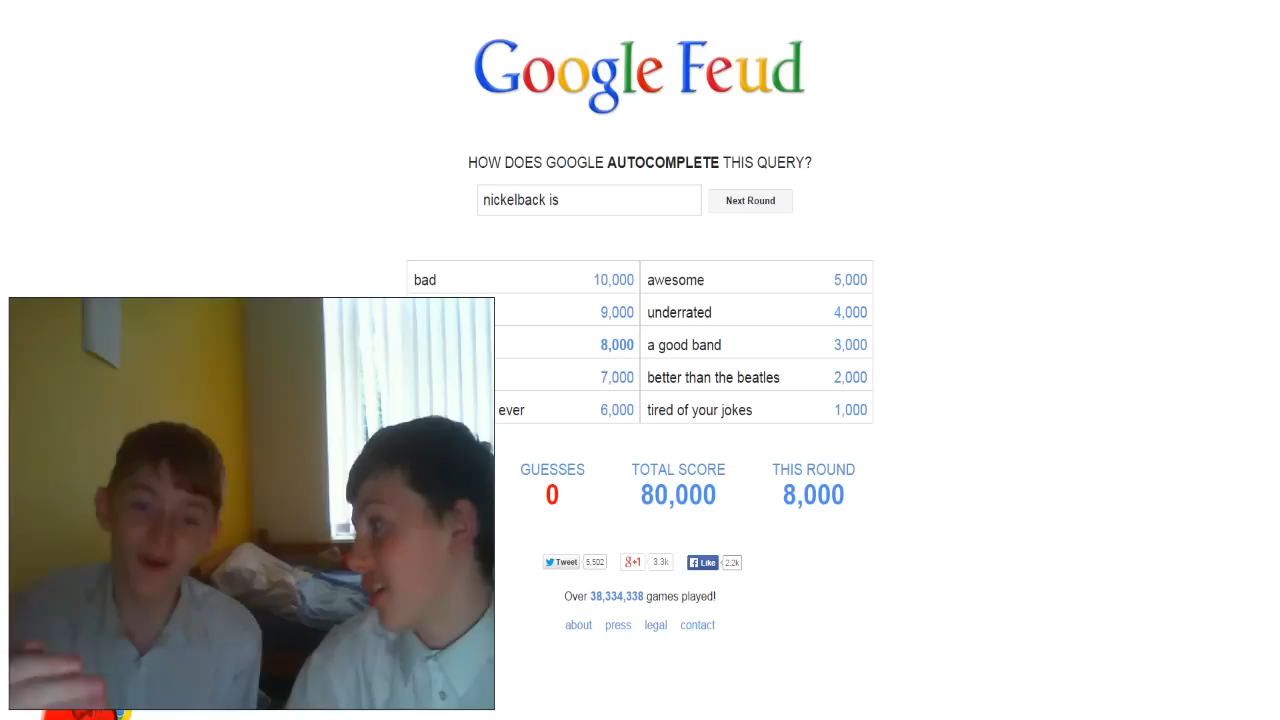 Google Feud
HOW DOES GOOGLE AUTOCOMPLETE THIS QUERY?
nickelback is
Next Round
bad 10,000 awesome 5,000
9,000 underrated 4,000
8,000 a good band 3,000
7,000 better than the beatles 2,000
ever 6,000 tired of your jokes 1,000
GUESSES TOTAL SCORE THIS ROUND
0 80,000 8,000
Tweet 5,502 g+1 3.3k Like 2.2k
Over 38,334,338 games played!
about press legal contact